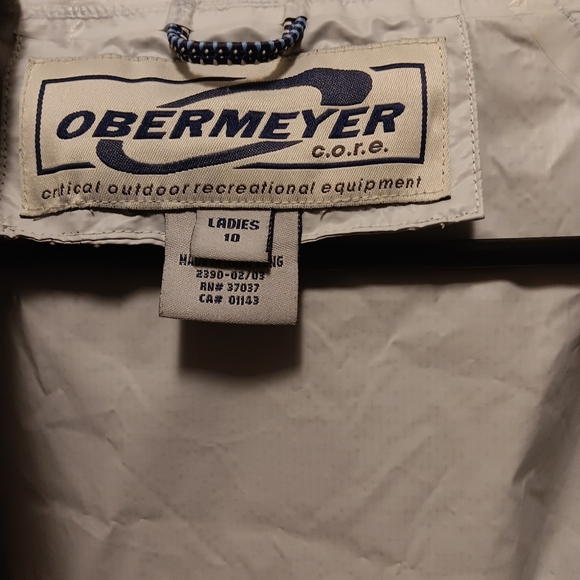 OBERMEYER
c.o.r.e.
critical outdoor recreational equipment
LADIES
10
2390-02/03
RN# 37037
CA# 01143